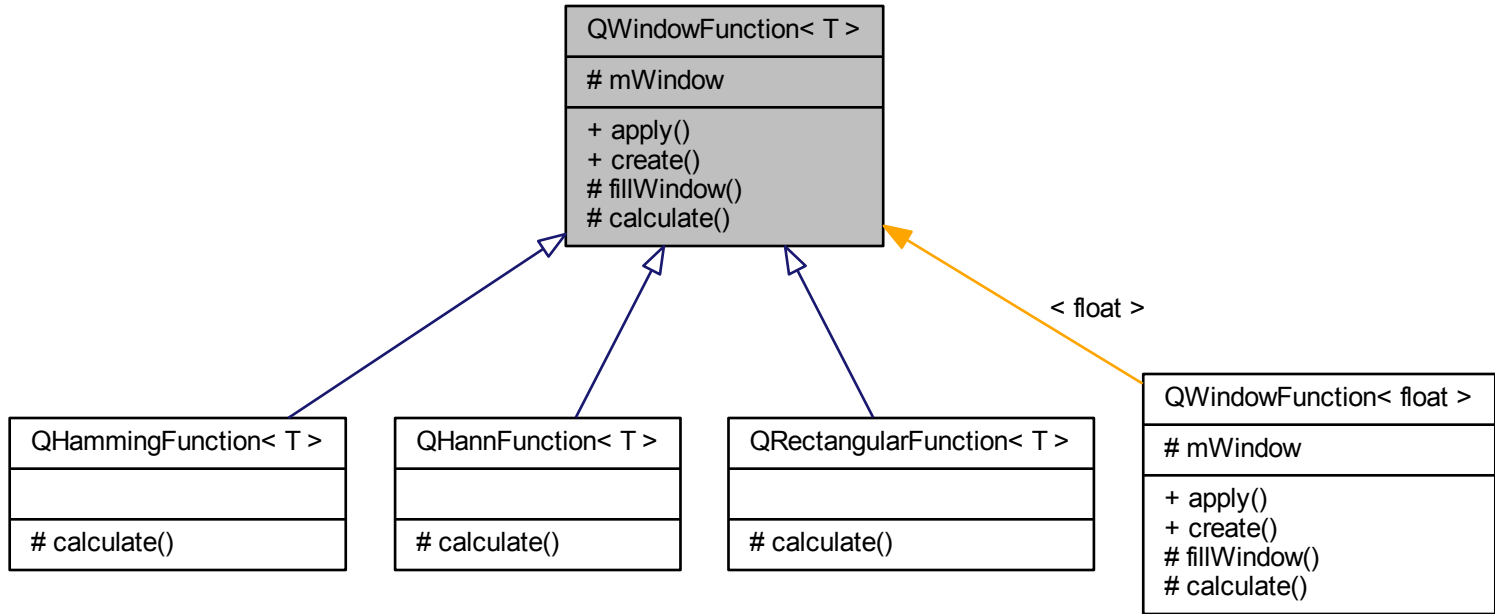 QWindowFunction< T >
# mWindow
+ apply()
+ create()
# fillWindow()
# calculate()
< float >
QHammingFunction< T >
# calculate()
QHannFunction< T >
# calculate()
QRectangularFunction< T >
# calculate()
QWindowFunction< float >
# mWindow
+ apply()
+ create()
# fillWindow()
# calculate()